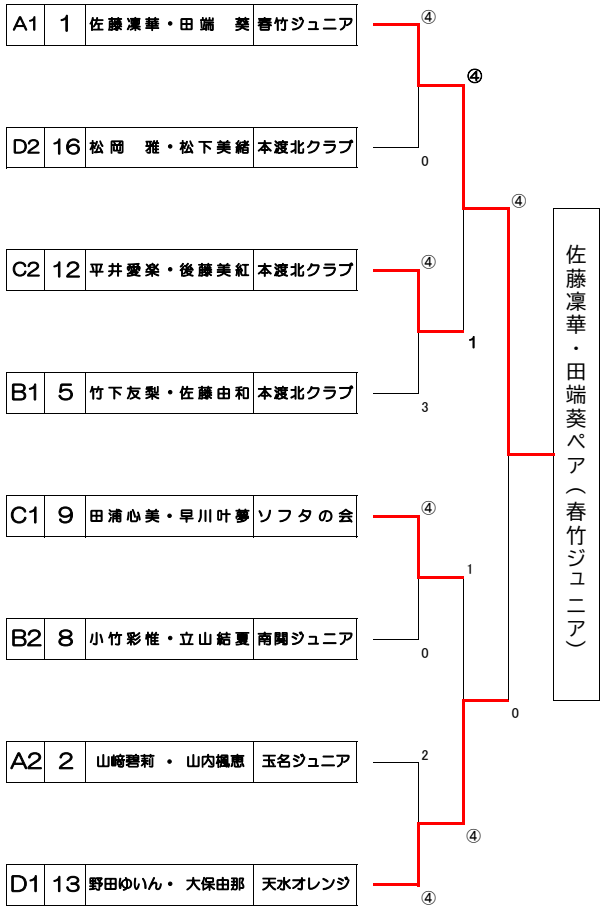 A1 1 佐藤凜華・田端 葵 春竹ジュニア
④
④
D2 16 松岡 雅・松下美緒 本渡北クラブ
0
④
C2 12 平井愛楽・後藤美紅 本渡北クラブ
④
1
B1 5 竹下友梨・佐藤由和 本渡北クラブ
3
佐藤凜華・田端葵ペア（春竹ジュニア）
C1 9 田浦心美・早川叶夢 ソフタの会
④
1
B2 8 小竹彩惟・立山結夏 南関ジュニア
0
0
A2 2 山﨑碧莉 ・ 山内楓恵 玉名ジュニア
2
④
D1 13 野田ゆいん・ 大保由那 天水オレンジ
④